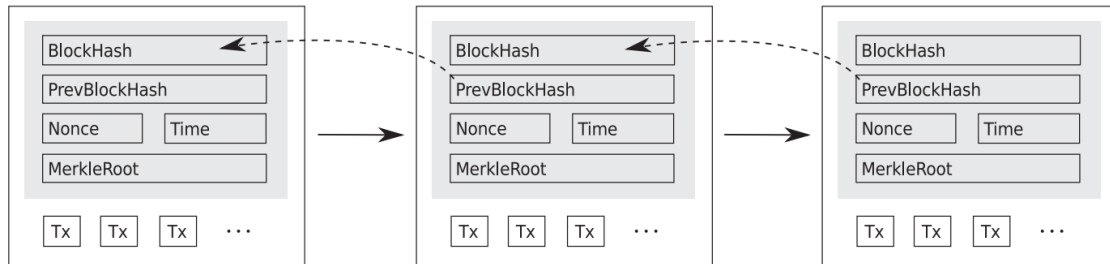 BlockHash
PrevBlockHash
Nonce Time
MerkleRoot
Tx Tx Tx ...
BlockHash
PrevBlockHash
Nonce Time
MerkleRoot
Tx Tx Tx ...
BlockHash
PrevBlockHash
Nonce Time
MerkleRoot
Tx Tx Tx ...